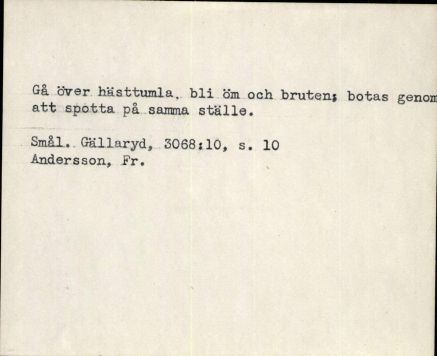 Gå över hästtumla, bli öm och bruten; botas genom
att spotta på samma ställe.
Smål. Gällaryd, 3068:10, s. 10
Andersson, Fr.